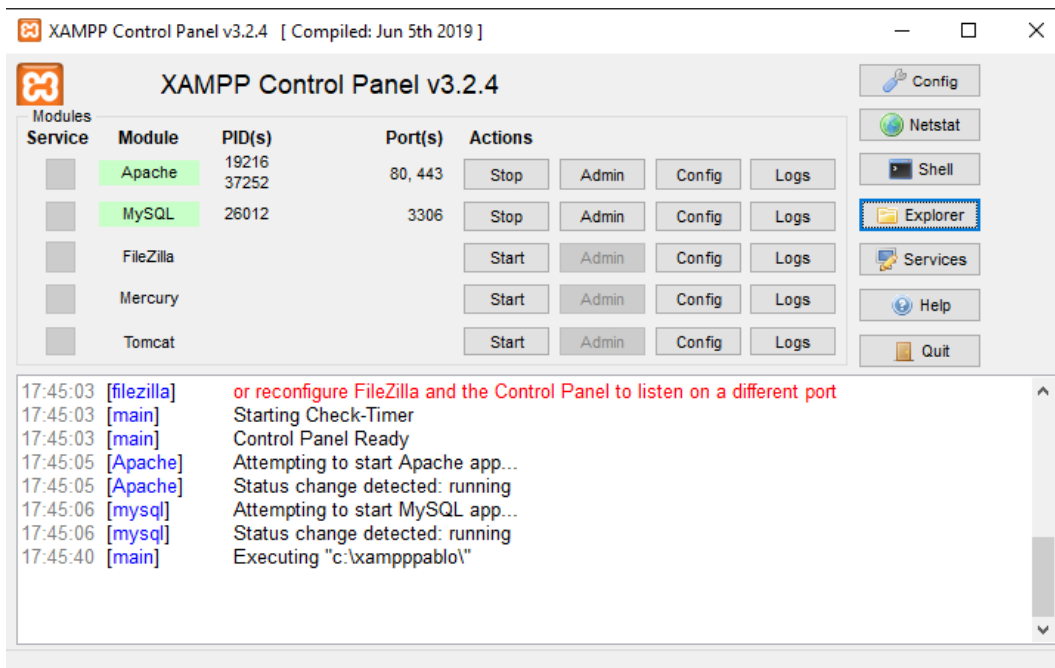 XAMPP Control Panel v3.2.4 [ Compiled: Jun 5th 2019 ]
XAMPP Control Panel v3.2.4
Config
Modules
Netstat
Service Module PID(s) Port(s) Actions
Apache 19216 37252 80, 443 Stop Admin Config Logs
Shell
MySQL 26012 3306 Stop Admin Config Logs
Explorer
FileZilla Start Admin Config Logs
Services
Mercury Start Admin Config Logs
Help
Tomcat Start Admin Config Logs
Quit
17:45:03 [filezilla] or reconfigure FileZilla and the Control Panel to listen on a different port
17:45:03 [main] Starting Check-Timer
17:45:03 [main] Control Panel Ready
17:45:05 [Apache] Attempting to start Apache app...
17:45:05 [Apache] Status change detected: running
17:45:06 [mysql] Attempting to start MySQL app...
17:45:06 [mysql] Status change detected: running
17:45:40 [main] Executing "c:\xampppablo\"